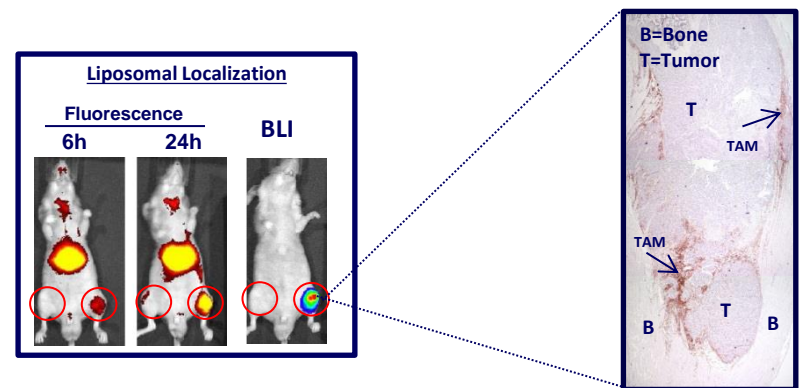 Liposomal Localization
Fluorescence
6h
24h
BLI
B=Bone
T=Tumor
T
TAM
TAM
T
B
B